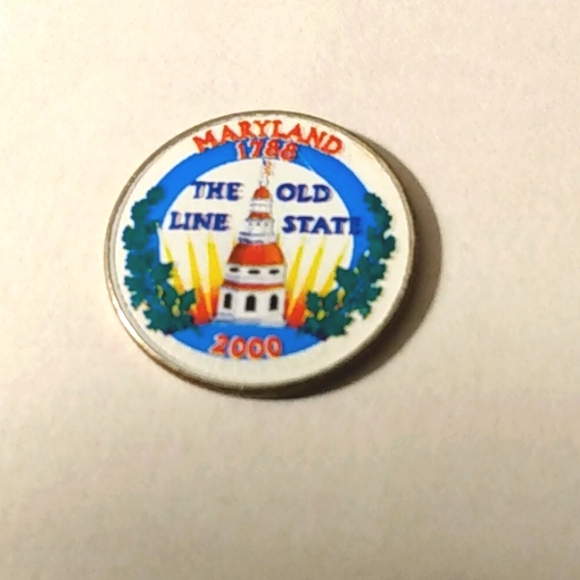 MARYLAND
1788
THE OLD
LINE STATE
2000